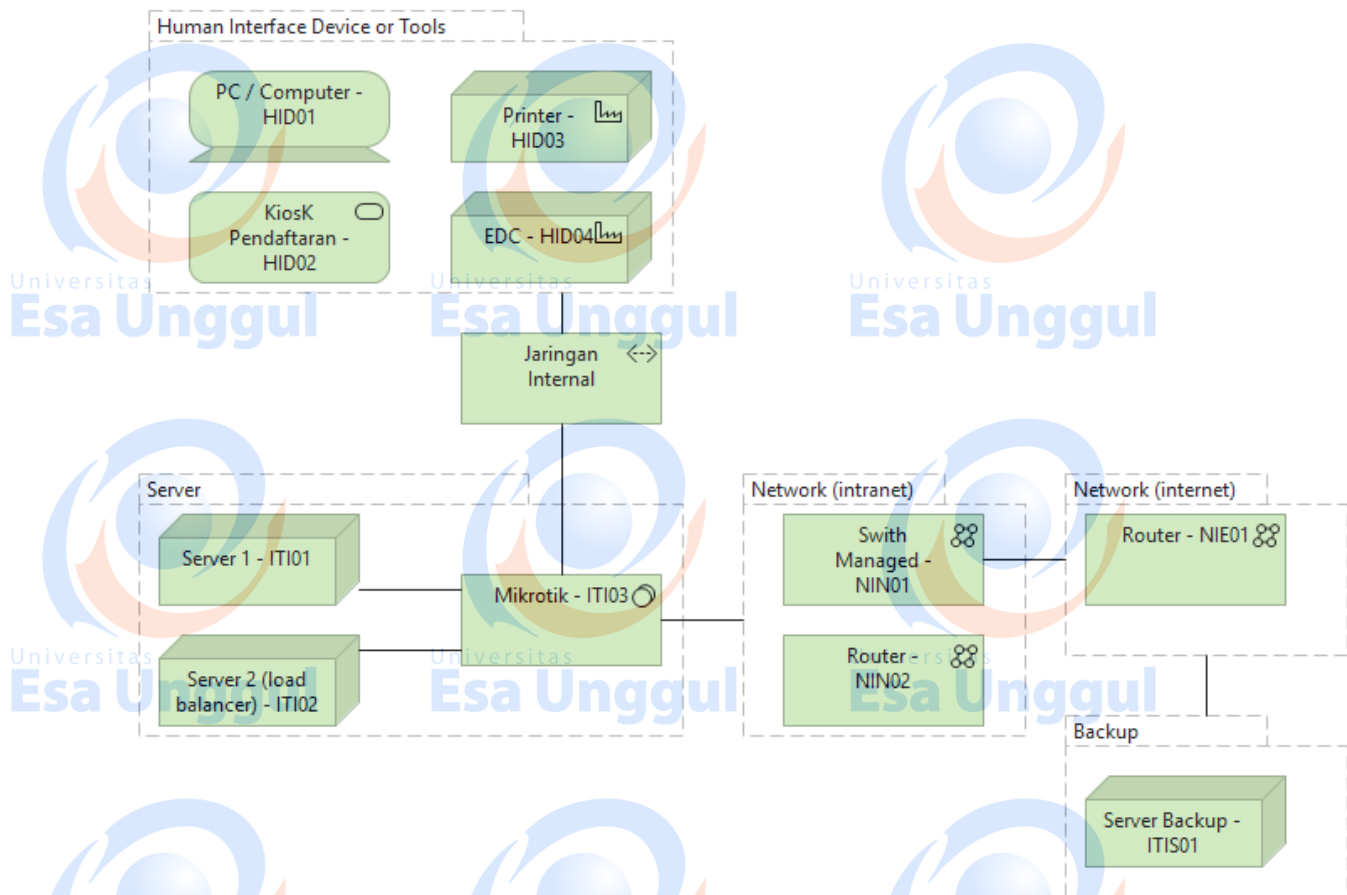 Human Interface Device or Tools
PC / Computer -
HID01
Printer -
HID03
KiosK
Pendaftaran -
HID02
EDC - HID04
Universitas
Esa Unggul
Universitas
Esa Unggul
Universitas
Esa Unggul
Jaringan
Internal
Server
Network (intranet)
Network (internet)
Server 1 - ITI01
Mikrotik - ITI03
Swith
Managed -
NIN01
Router - NIE01
Server 2 (load
balancer) - ITI02
Router -
NIN02
Universitas
Esa Unggul
Universitas
Esa Unggul
Universitas
Esa Unggul
Backup
Server Backup -
ITIS01